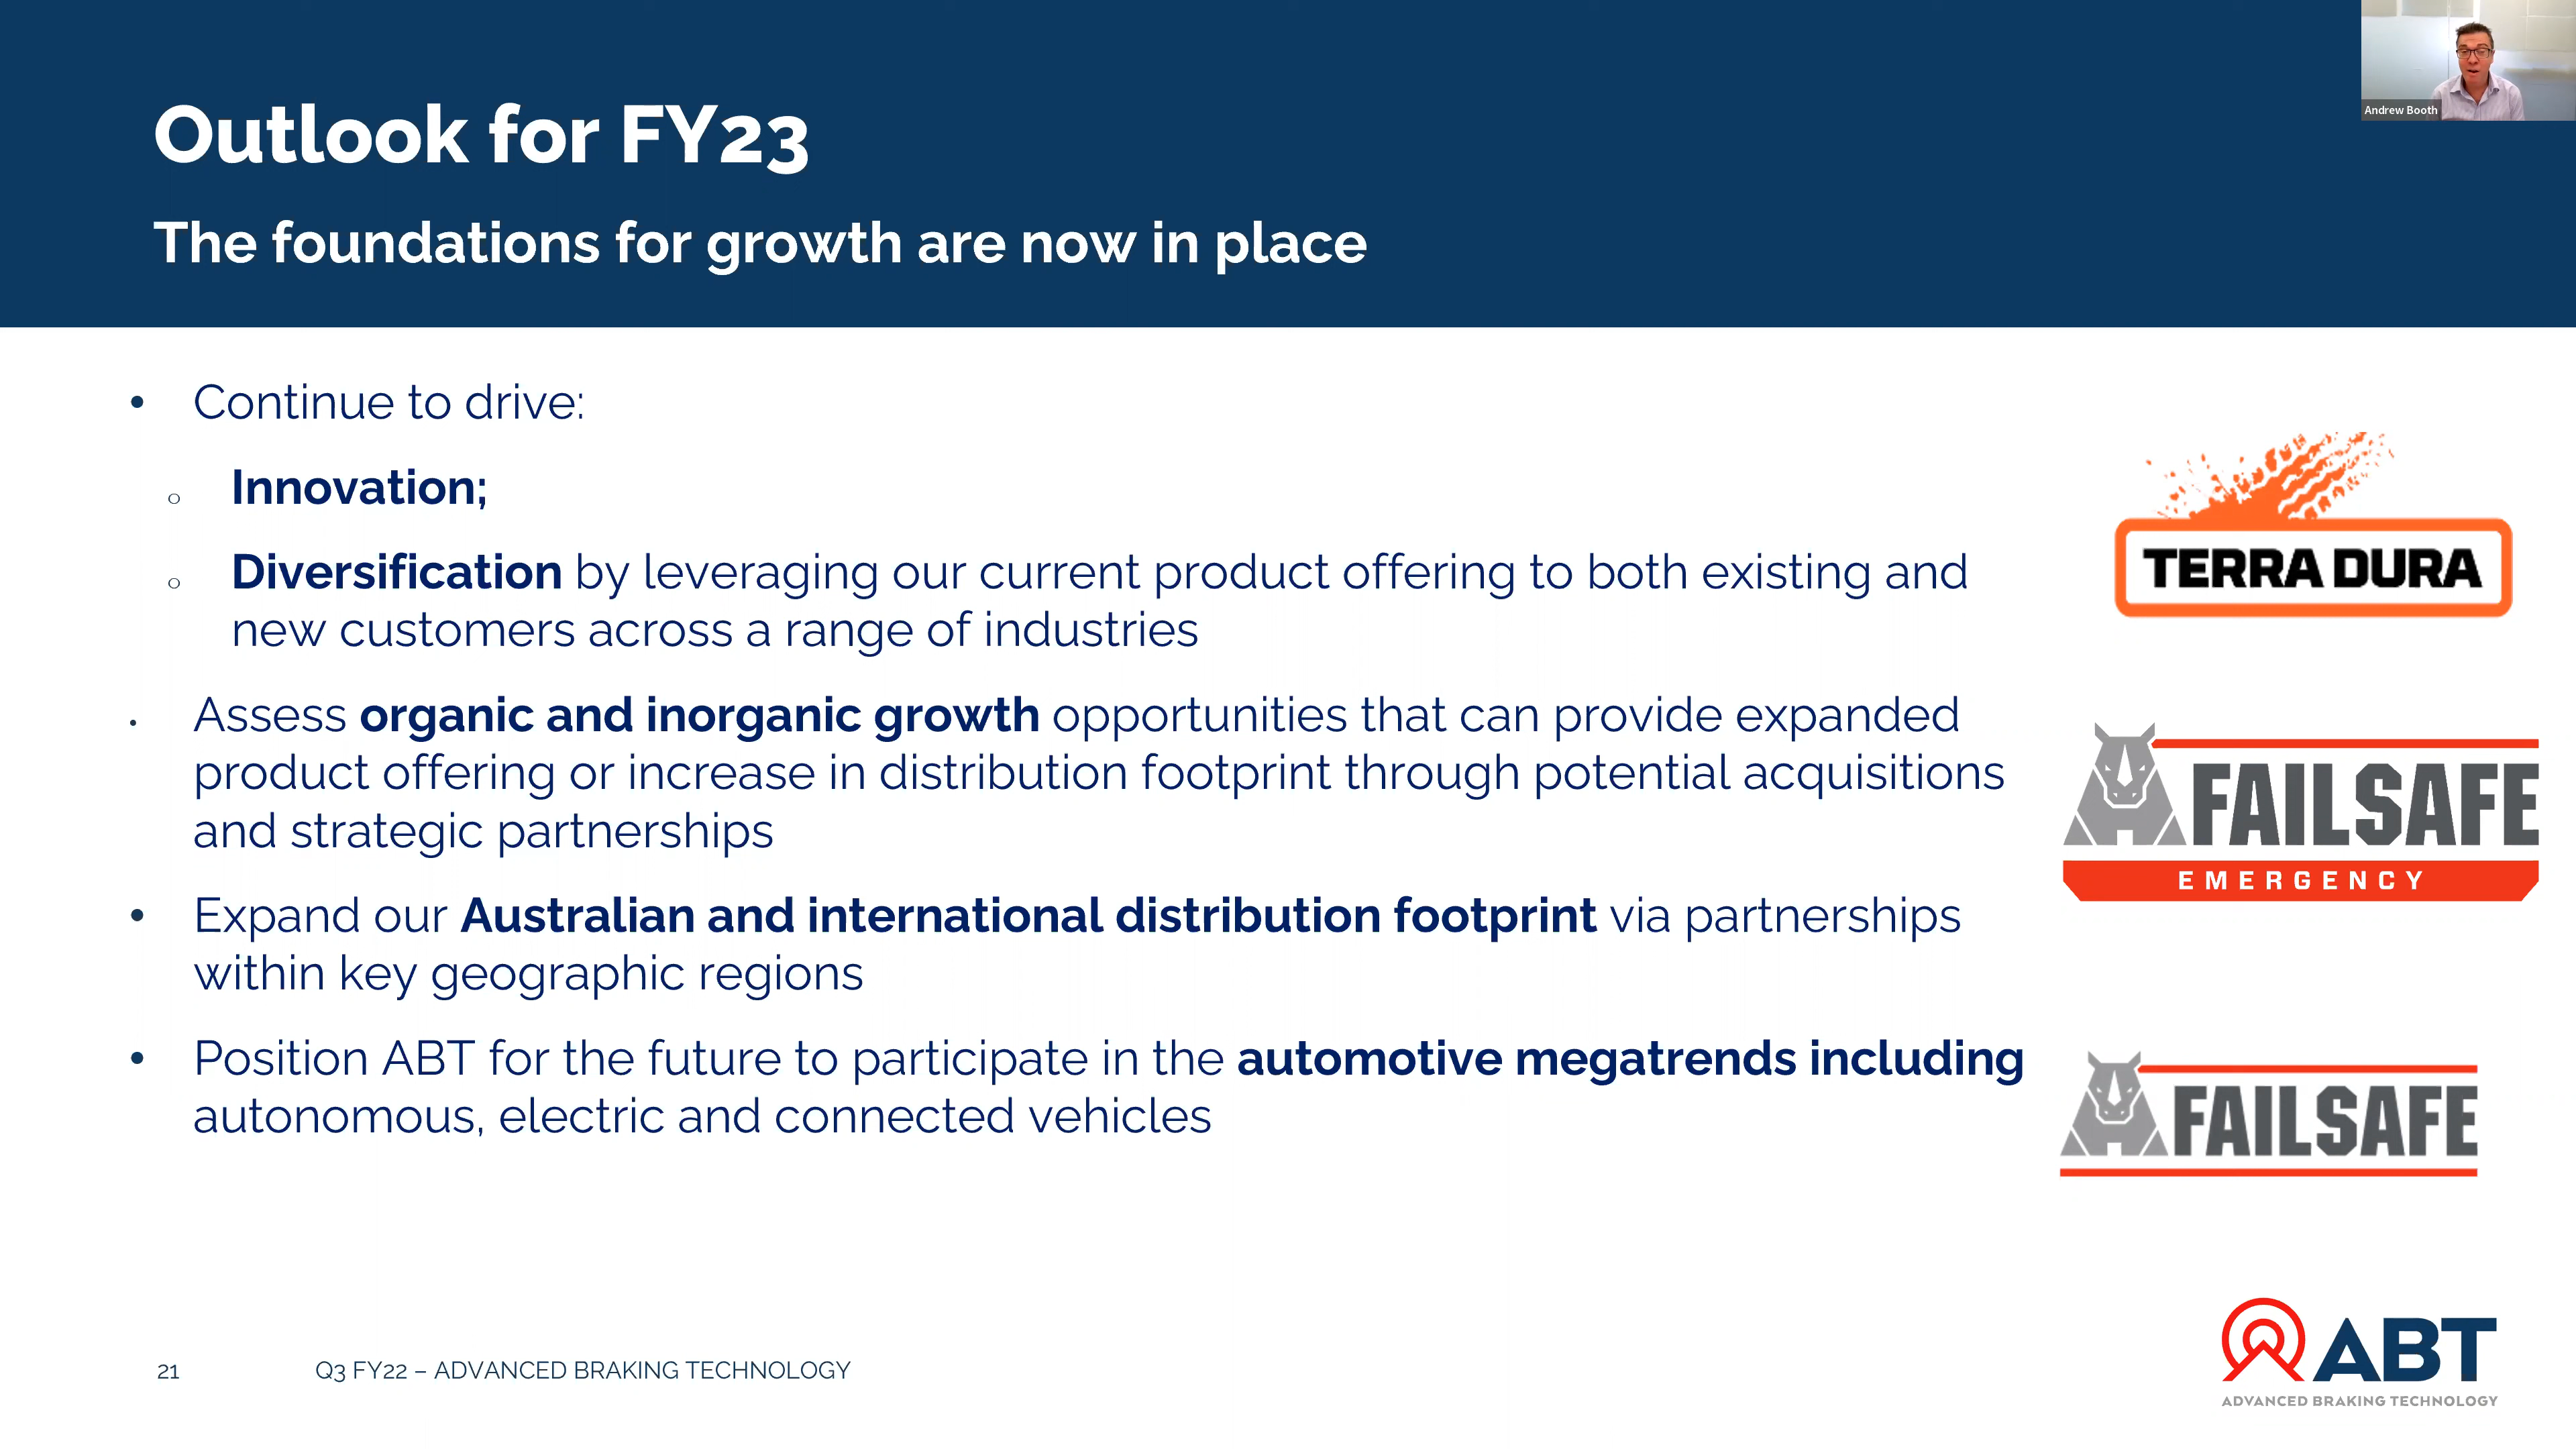 Outlook for FY23
The foundations for growth are now in place
Andrew Booth
• Continue to drive:
o Innovation;
o Diversification by leveraging our current product offering to both existing and
new customers across a range of industries
• Assess organic and inorganic growth opportunities that can provide expanded
product offering or increase in distribution footprint through potential acquisitions
and strategic partnerships
• Expand our Australian and international distribution footprint via partnerships
within key geographic regions
• Position ABT for the future to participate in the automotive megatrends including
autonomous, electric and connected vehicles
TERRA DURA
FAILSAFE
EMERGENCY
FAILSAFE
21 Q3 FY22 – ADVANCED BRAKING TECHNOLOGY
ABT
ADVANCED BRAKING TECHNOLOGY